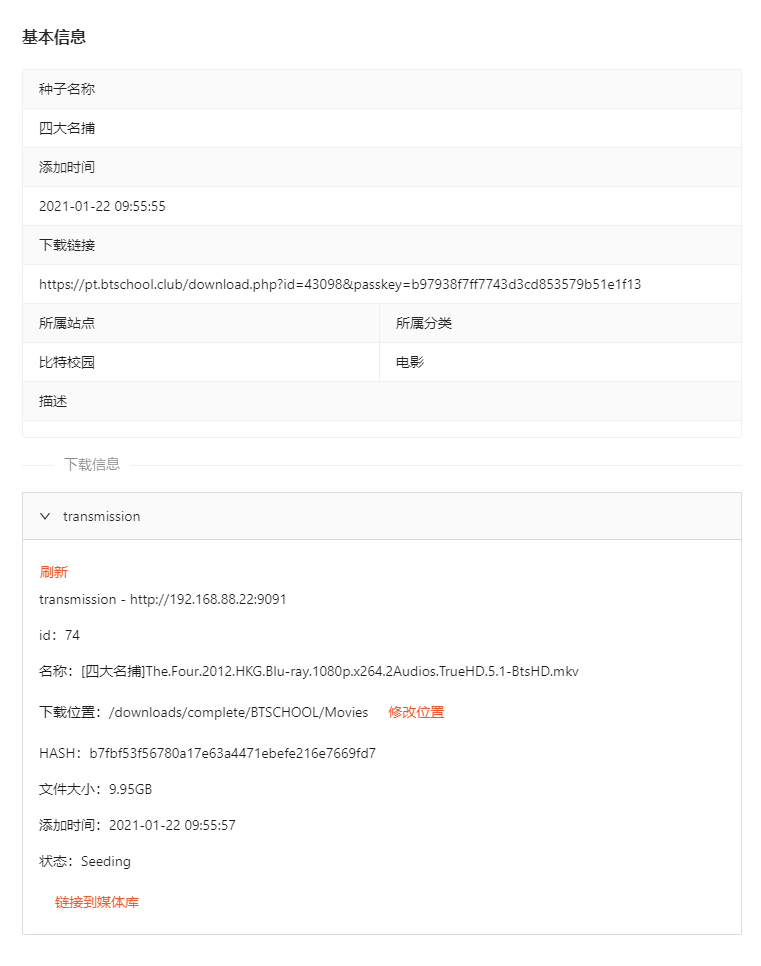 基本信息
种子名称
四大名捕
添加时间
2021-01-22 09:55:55
下载链接
https://pt.btschool.club/download.php?id=43098&passkey=b97938f7ff7743d3cd853579b51e1f13
所属站点 所属分类
比特校园 电影
描述
下载信息
transmission
刷新
transmission - http://192.168.88.22:9091
id：74
名称：[四大名捕]The.Four.2012.HKG.Blu-ray.1080p.x264.2Audios.TrueHD.5.1-BtsHD.mkv
下载位置：/downloads/complete/BTSCHOOL/Movies 修改位置
HASH：b7fbf53f56780a17e63a4471ebefe216e7669fd7
文件大小：9.95GB
添加时间：2021-01-22 09:55:57
状态：Seeding
链接到媒体库